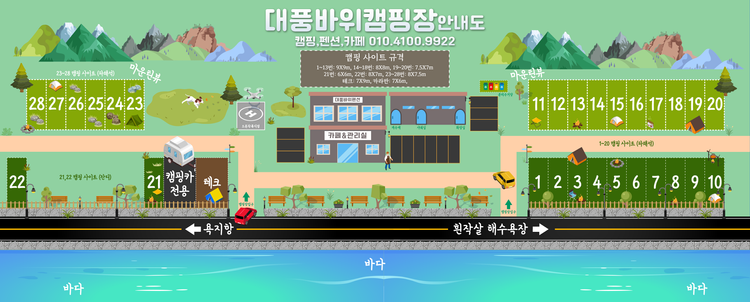 대풍바위캠핑장안내도
캠핑,펜션,카페 010.4100.9922
캠핑 사이트 규격
1~13번: 9X9m, 14~18번: 8X8m, 19~20번: 7.5X7m
21번: 6X6m, 22번: 8X7m, 23~28번: 8X7.5m
데크: 7X9m, 카라반: 7X6m,
23~28 캠핑 사이트 (파쇄석)
마운틴뷰
마운틴뷰
28 27 26 25 24 23
대풍바위펜션
카페&관리실
11 12 13 14 15 16 17 18 19 20
1~20 캠핑 사이트 (파쇄석)
22
21,22 캠핑 사이트 (잔디)
21
캠핑카
전용
데크
1 2 3 4 5 6 7 8 9 10
욕지항
흰작살 해수욕장
바다
바다
바다